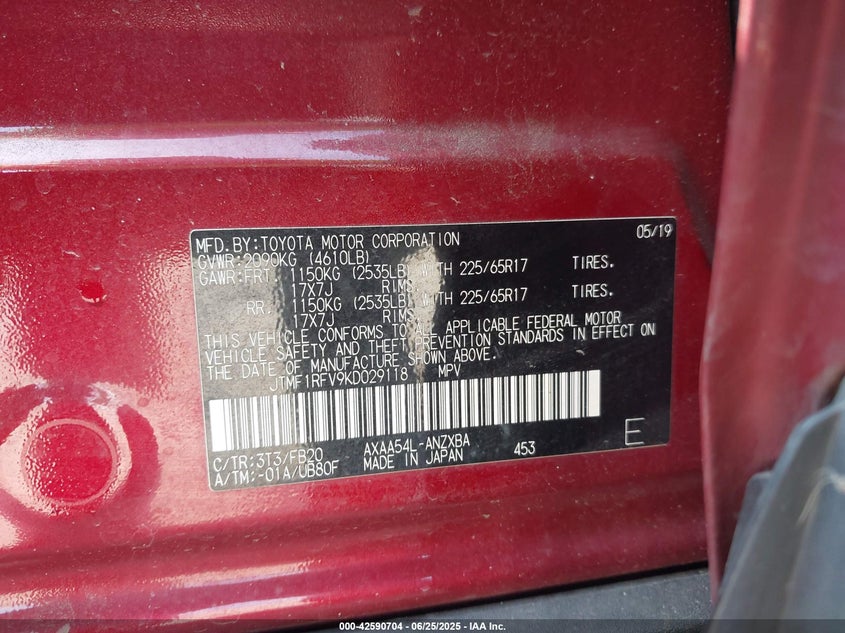 MFD.BY:TOYOTA MOTOR CORPORATION 05/19
GVWR:2090KG (4610LB)
GAWR:FRT 1150KG (2535LB) WITH 225/65R17 TIRES.
17X7J RIMS
RR 1150KG (2535LB) WITH 225/65R17 TIRES.
17X7J RIMS
THIS VEHICLE CONFORMS TO ALL APPLICABLE FEDERAL MOTOR
VEHICLE SAFETY AND THEFT PREVENTION STANDARDS IN EFFECT ON
THE DATE OF MANUFACTURE SHOWN ABOVE.
JTMF1RFV9KD029118 MPV
C/TR:3T3/FB20 AXAA54L-ANZXBA 453 E
A/TM:-01A/UB80F MADE IN JAPAN
000-42590704 - 06/25/2025 - IAA Inc.